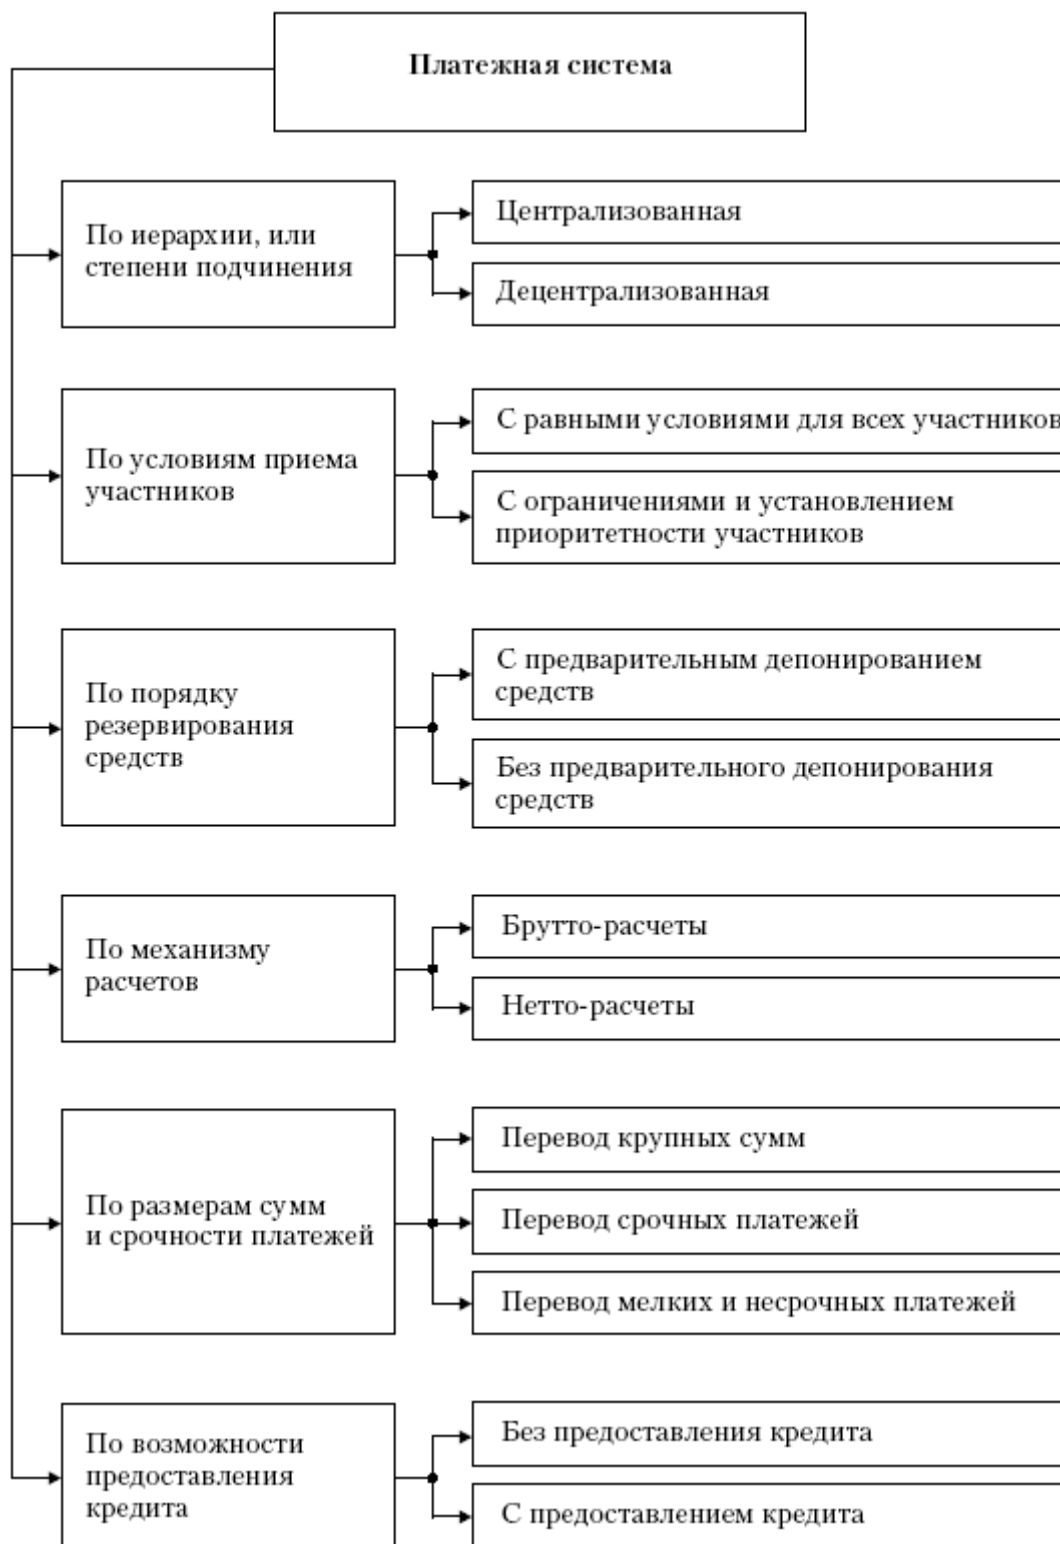 Платежная система
По иерархии, или
степени подчинения
Централизованная
Децентрализованная
По условиям приема
участников
С равными условиями для всех участников
С ограничениями и установлением
приоритетности участников
По порядку
резервирования
средств
С предварительным депонированием
средств
Без предварительного депонирования
средств
По механизму
расчетов
Брутто-расчеты
Нетто-расчеты
По размерам сумм
и срочности платежей
Перевод крупных сумм
Перевод срочных платежей
Перевод мелких и несрочных платежей
По возможности
предоставления
кредита
Без предоставления кредита
С предоставлением кредита